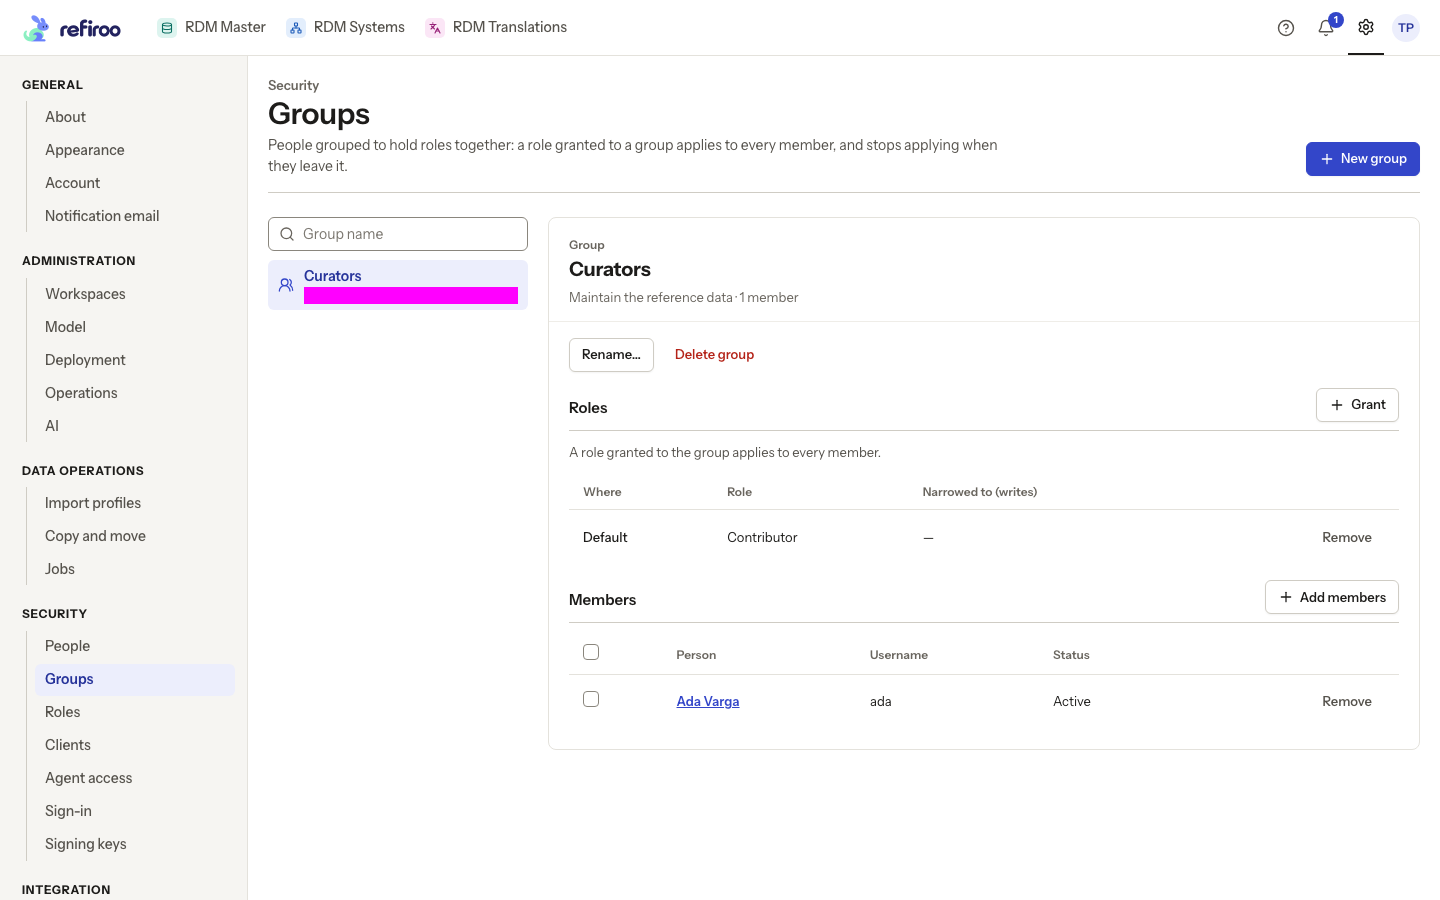 refiroo
RDM Master
RDM Systems
RDM Translations
1
TP
GENERAL
About
Appearance
Account
Notification email
ADMINISTRATION
Workspaces
Model
Deployment
Operations
AI
DATA OPERATIONS
Import profiles
Copy and move
Jobs
SECURITY
People
Groups
Roles
Clients
Agent access
Sign-in
Signing keys
INTEGRATION
Security
Groups
People grouped to hold roles together: a role granted to a group applies to every member, and stops applying when
they leave it.
New group
Group name
Curators
Group
Curators
Maintain the reference data · 1 member
Rename...
Delete group
Roles
Grant
A role granted to the group applies to every member.
Where Role Narrowed to (writes)
Default Contributor — Remove
Members
Add members
Person Username Status
Ada Varga ada Active Remove